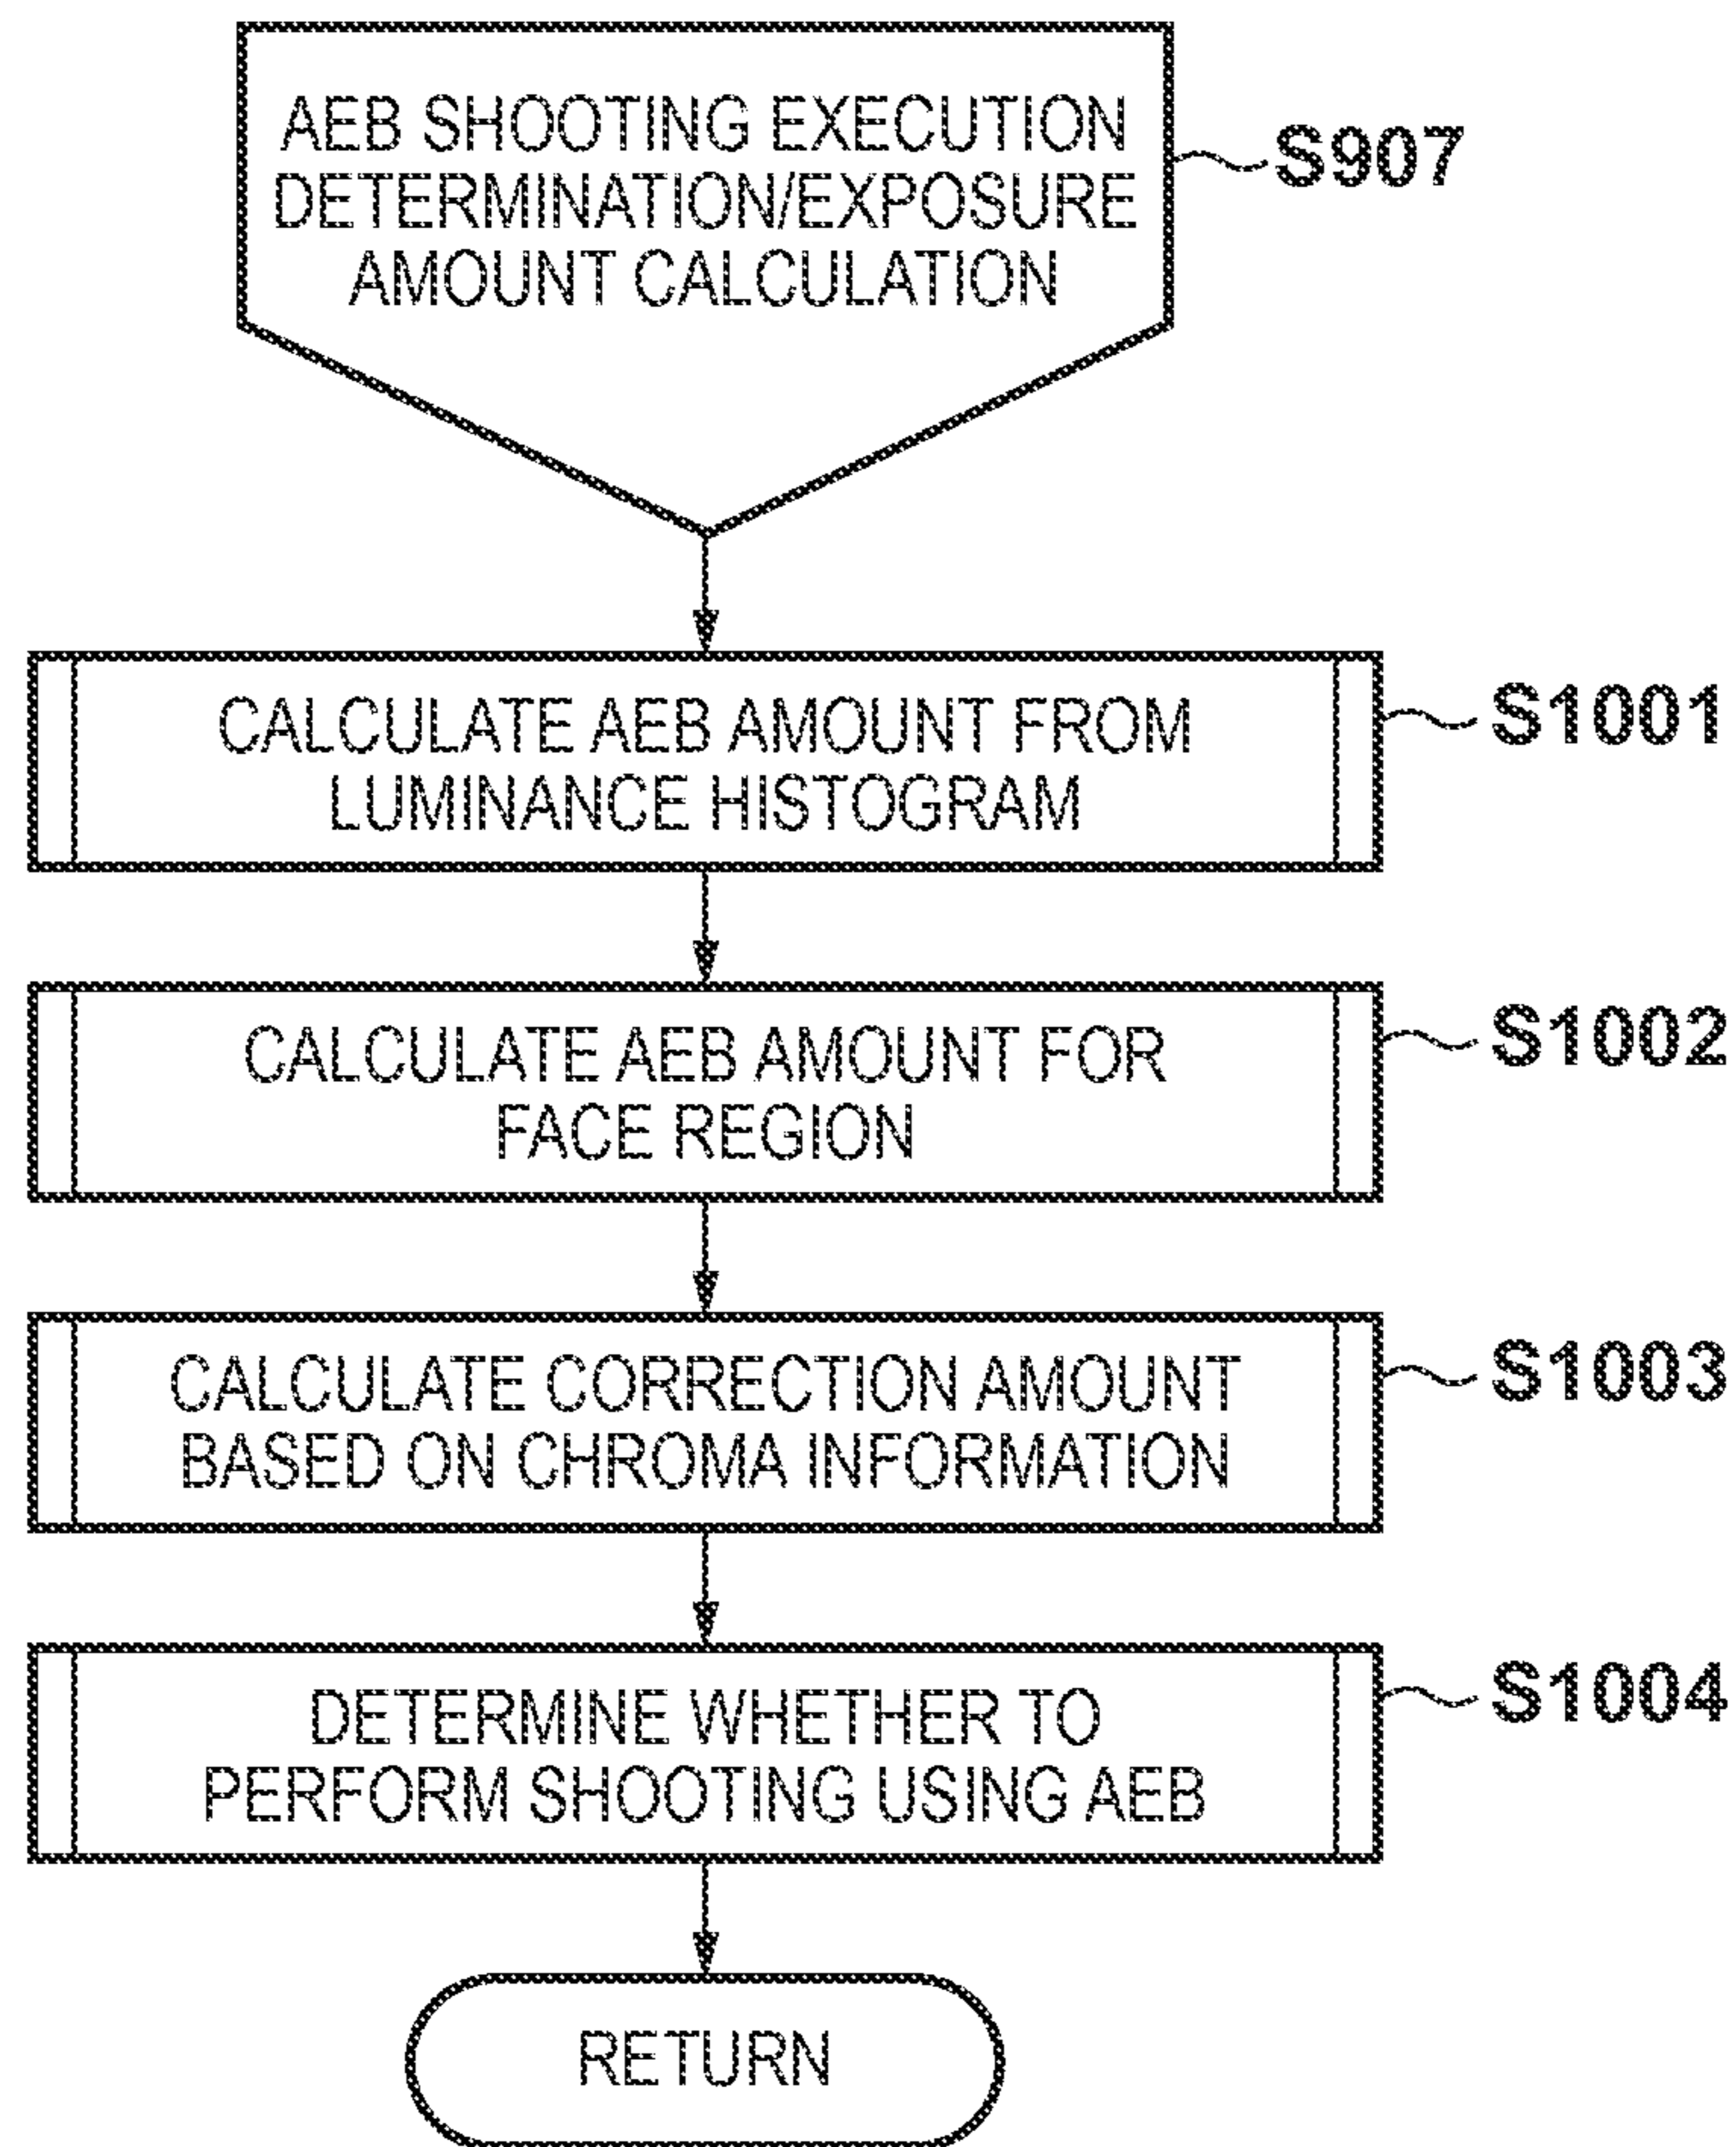 AEB SHOOTING EXECUTION
DETERMINATION/EXPOSURE
AMOUNT CALCULATION
S907
CALCULATE AEB AMOUNT FROM
LUMINANCE HISTOGRAM
S1001
CALCULATE AEB AMOUNT FOR
FACE REGION
S1002
CALCULATE CORRECTION AMOUNT
BASED ON CHROMA INFORMATION
S1003
DETERMINE WHETHER TO
PERFORM SHOOTING USING AEB
S1004
RETURN